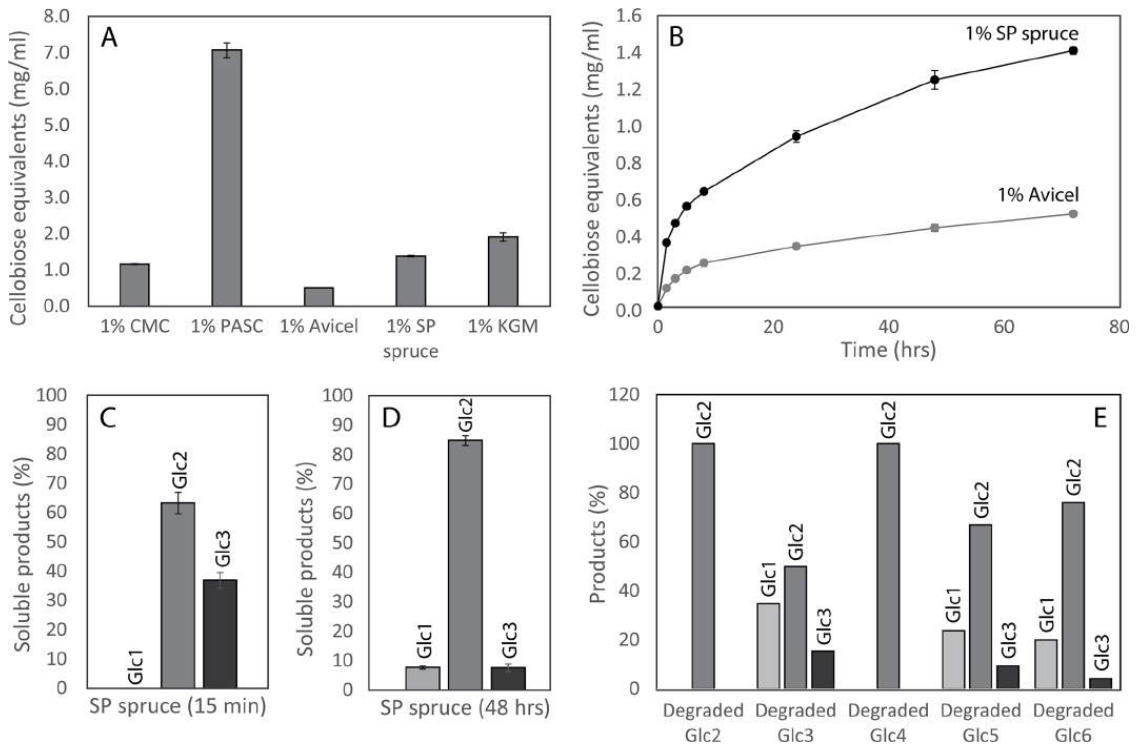 A
Cellobiose equivalents (mg/ml)
8.0
7.0
6.0
5.0
4.0
3.0
2.0
1.0
0.0
1% CMC 1% PASC 1% Avicel 1% SP 1% KGM
spruce
B
Cellobiose equivalents (mg/ml)
1.6
1.4
1.2
1.0
0.8
0.6
0.4
0.2
0.0
1% SP spruce
1% Avicel
0 20 40 60 80
Time (hrs)
C
Soluble products (%)
100
90
80
70
60
50
40
30
20
10
0
Glc1
Glc2
Glc3
SP spruce (15 min)
D
Soluble products (%)
100
90
80
70
60
50
40
30
20
10
0
Glc1
Glc2
Glc3
SP spruce (48 hrs)
E
Products (%)
120
100
80
60
40
20
0
Glc2
Glc1
Glc2
Glc3
Glc2
Glc1
Glc2
Glc3
Glc1
Glc2
Glc3
Degraded Degraded Degraded Degraded Degraded
Glc2 Glc3 Glc4 Glc5 Glc6